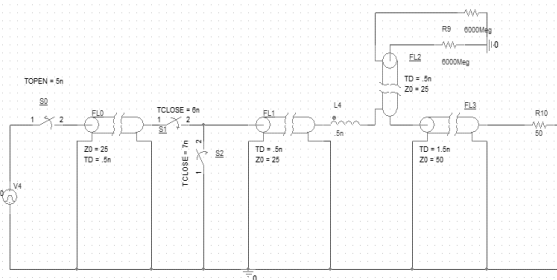 6000Meg
R9
0
6000Meg
FL2
TD = .5n
Z0 = 25
TOPEN = 5n
S0
1 2
FL0
TCLOSE = 6n
1 2
S1
FL1
L4
.5n
FL3
R10
50
Z0 = 25
TD = .5n
TCLOSE = 7n
2
S2
1
TD = .5n
Z0 = 25
TD = 1.5n
Z0 = 50
V4
0
0